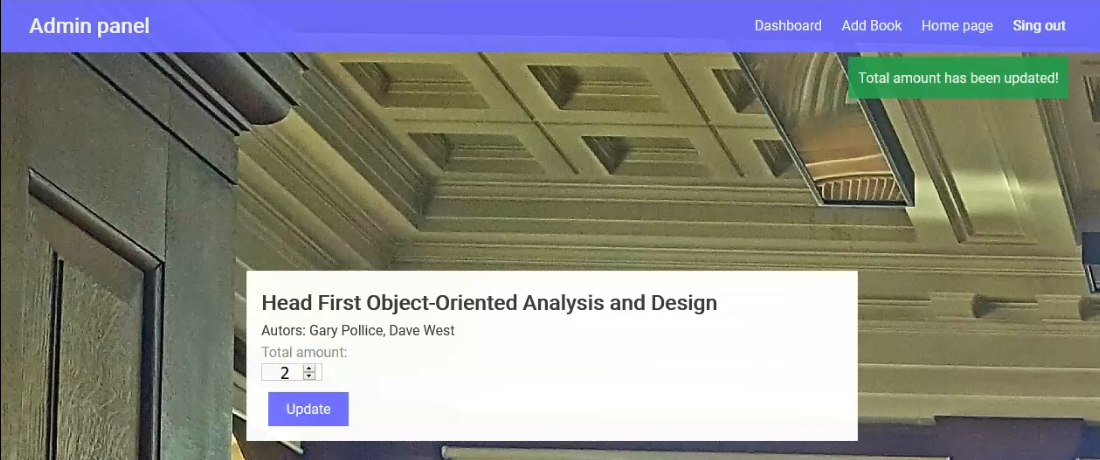 Admin panel
Dashboard Add Book Home page Sing out
Total amount has been updated!
Head First Object-Oriented Analysis and Design
Autors: Gary Pollice, Dave West
Total amount:
2
Update